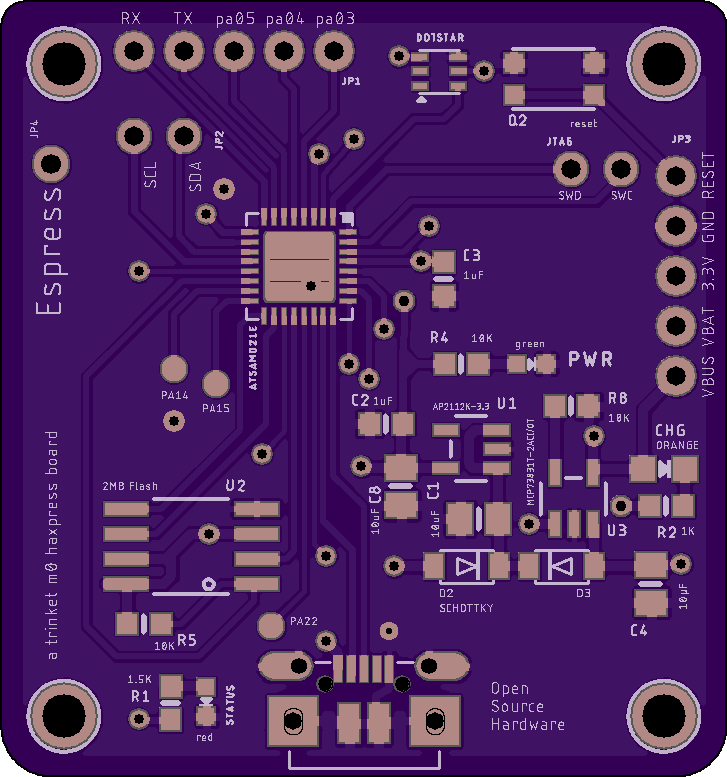 RX TX pa05 pa04 pa03
DOTSTAR
JP1
Q2 reset
JP4
JP2
JTAG
JP3
SCL
SDA
SWD SWC
RESET
GND
3.3V
VBAT
VBUS
Espress
C3
1uF
ATSAMD21E
R4 10K
green
PWR
PA14
PA15
C2 1uF
AP2112K-3.3
U1
R8
10K
CHG
ORANGE
MCP73831T-2ACI/OT
C8
10uF
C1
10uF
2MB Flash
U2
U3
R2 1K
a trinket m0 haxpress board
D2
SCHOTTKY
D3
10µF
C4
PA22
R5
10K
1.5K
R1
STATUS
red
Open
Source
Hardware